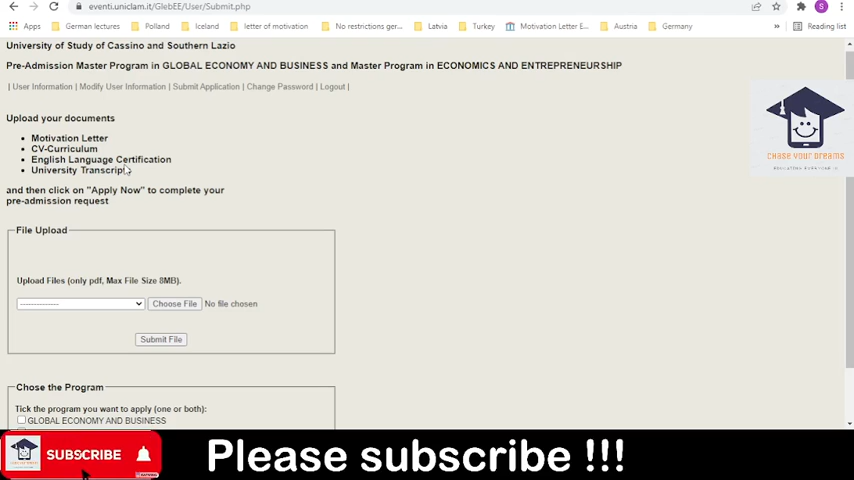 eventi.uniclam.it/GlebEE/User/Submit.php
Apps German lectures Poland Iceland letter of motivation No restrictions gerr... Latvia Turkey Motivation Letter E... Austria Germany » Reading list
University of Study of Cassino and Southern Lazio
Pre-Admission Master Program in GLOBAL ECONOMY AND BUSINESS and Master Program in ECONOMICS AND ENTREPRENEURSHIP
| User Information | Modify User Information | Submit Application | Change Password | Logout |
Upload your documents
Motivation Letter
CV-Curriculum
English Language Certification
University Transcripts
and then click on "Apply Now" to complete your
pre-admission request
File Upload
Upload Files (only pdf, Max File Size 8MB).
--------------- Choose File No file chosen
Submit File
Chose the Program
Tick the program you want to apply (one or both):
GLOBAL ECONOMY AND BUSINESS
CHASE YOUR DREAMS
SUBSCRIBE
Please subscribe !!!